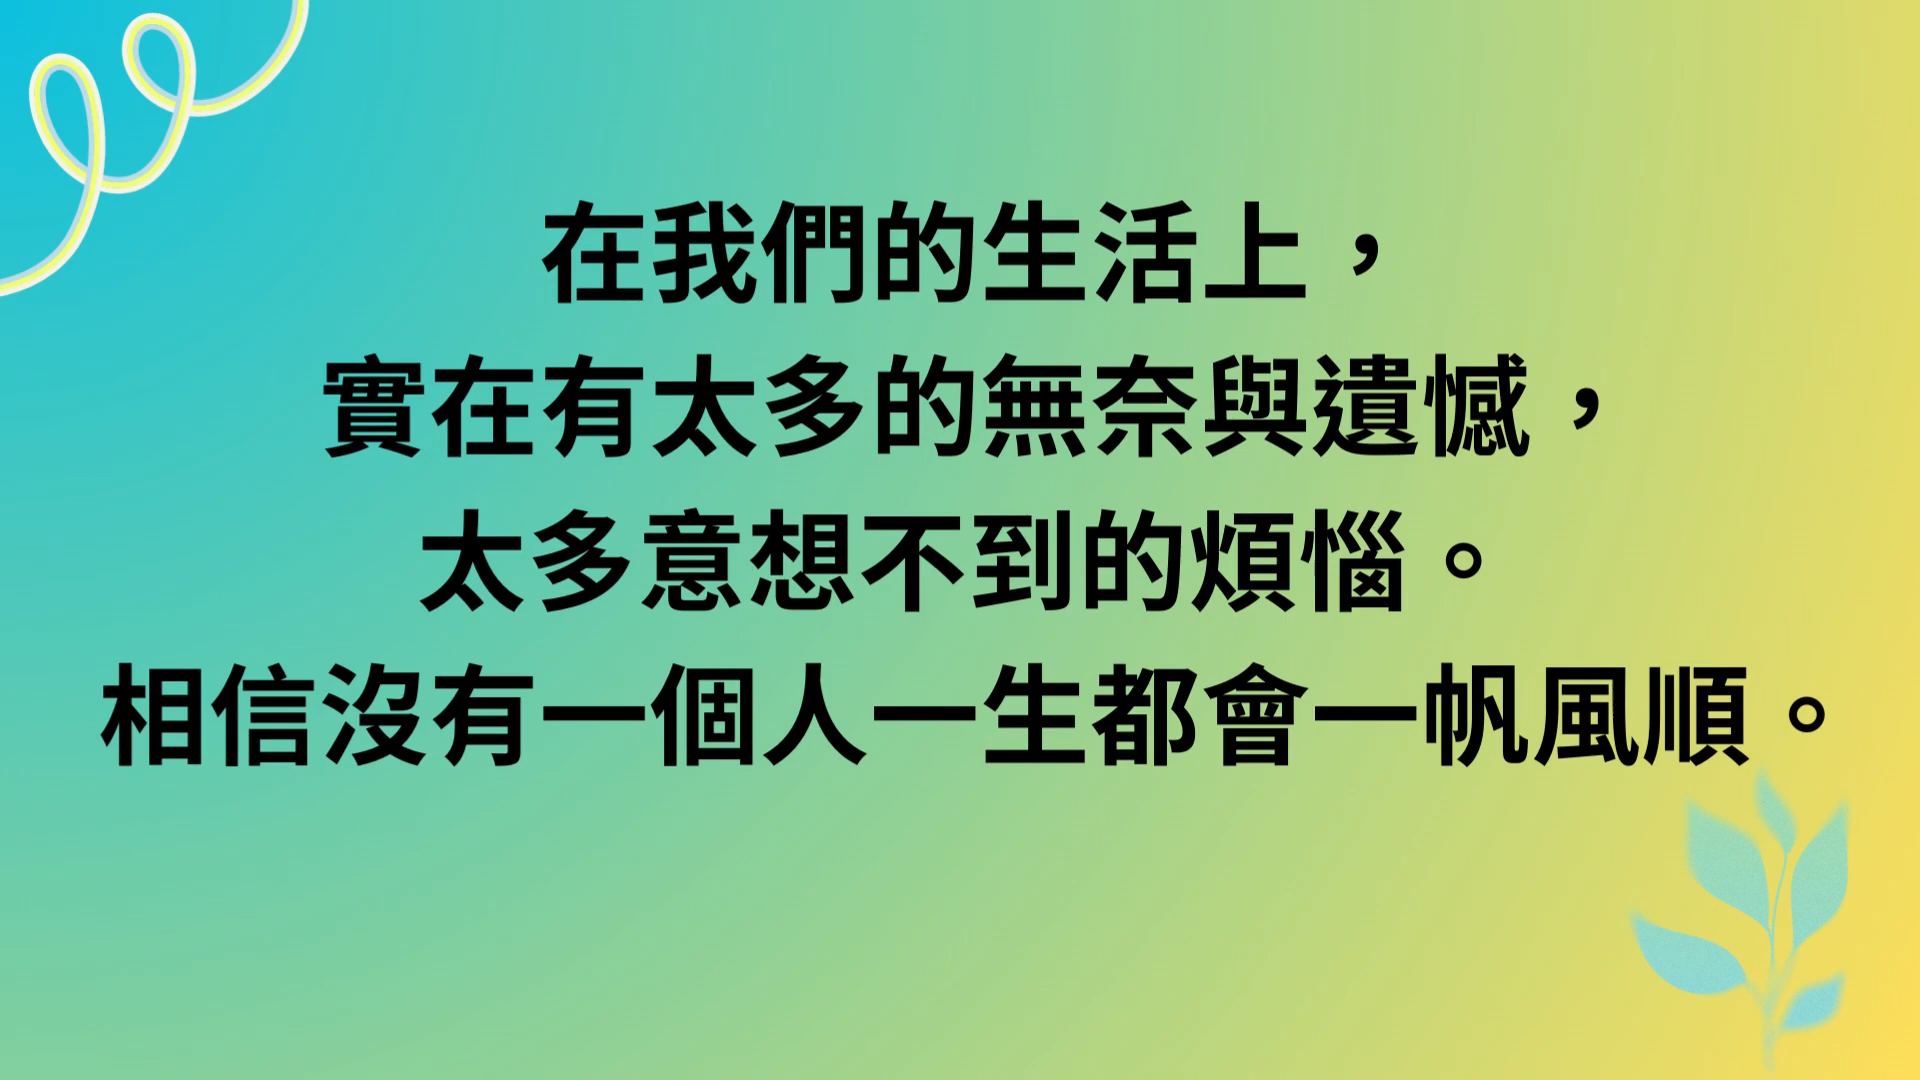 在我們的生活上，
實在有太多的無奈與遺憾，
太多意想不到的煩惱。
相信沒有一個人一生都會一帆風順。